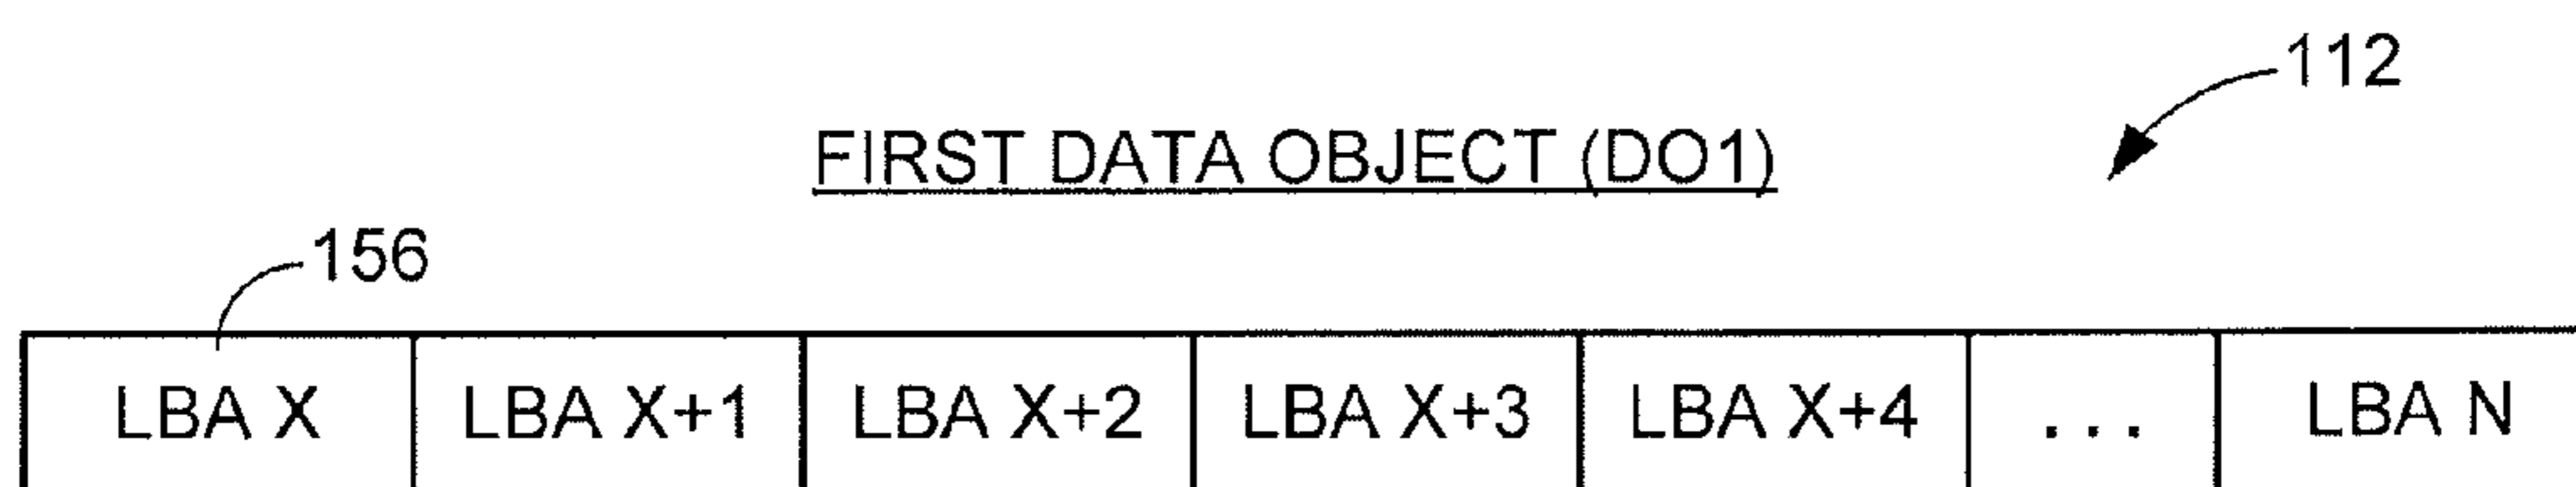 112
FIRST DATA OBJECT (DO1)
156
LBA X LBA X+1 LBA X+2 LBA X+3 LBA X+4 ... LBA N